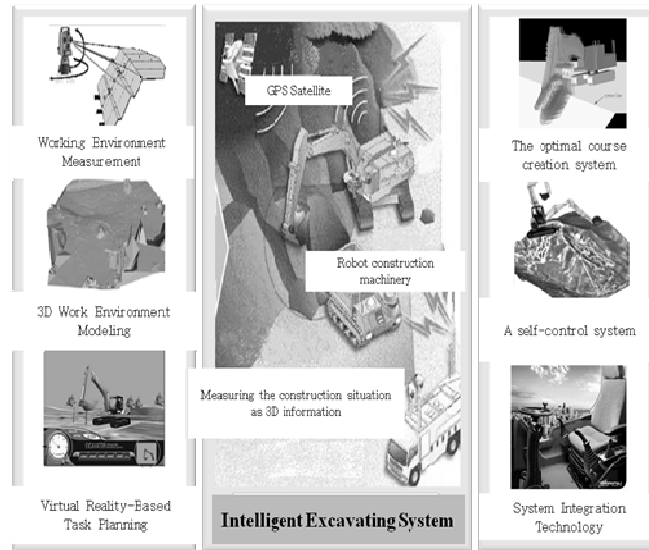 Working Environment
Measurement
3D Work Environment
Modeling
Virtual Reality-Based
Task Planning
GPS Satellite
Robot construction
machinery
Measuring the construction situation
as 3D information
Intelligent Excavating System
The optimal course
creation system
A self-control system
System Integration
Technology